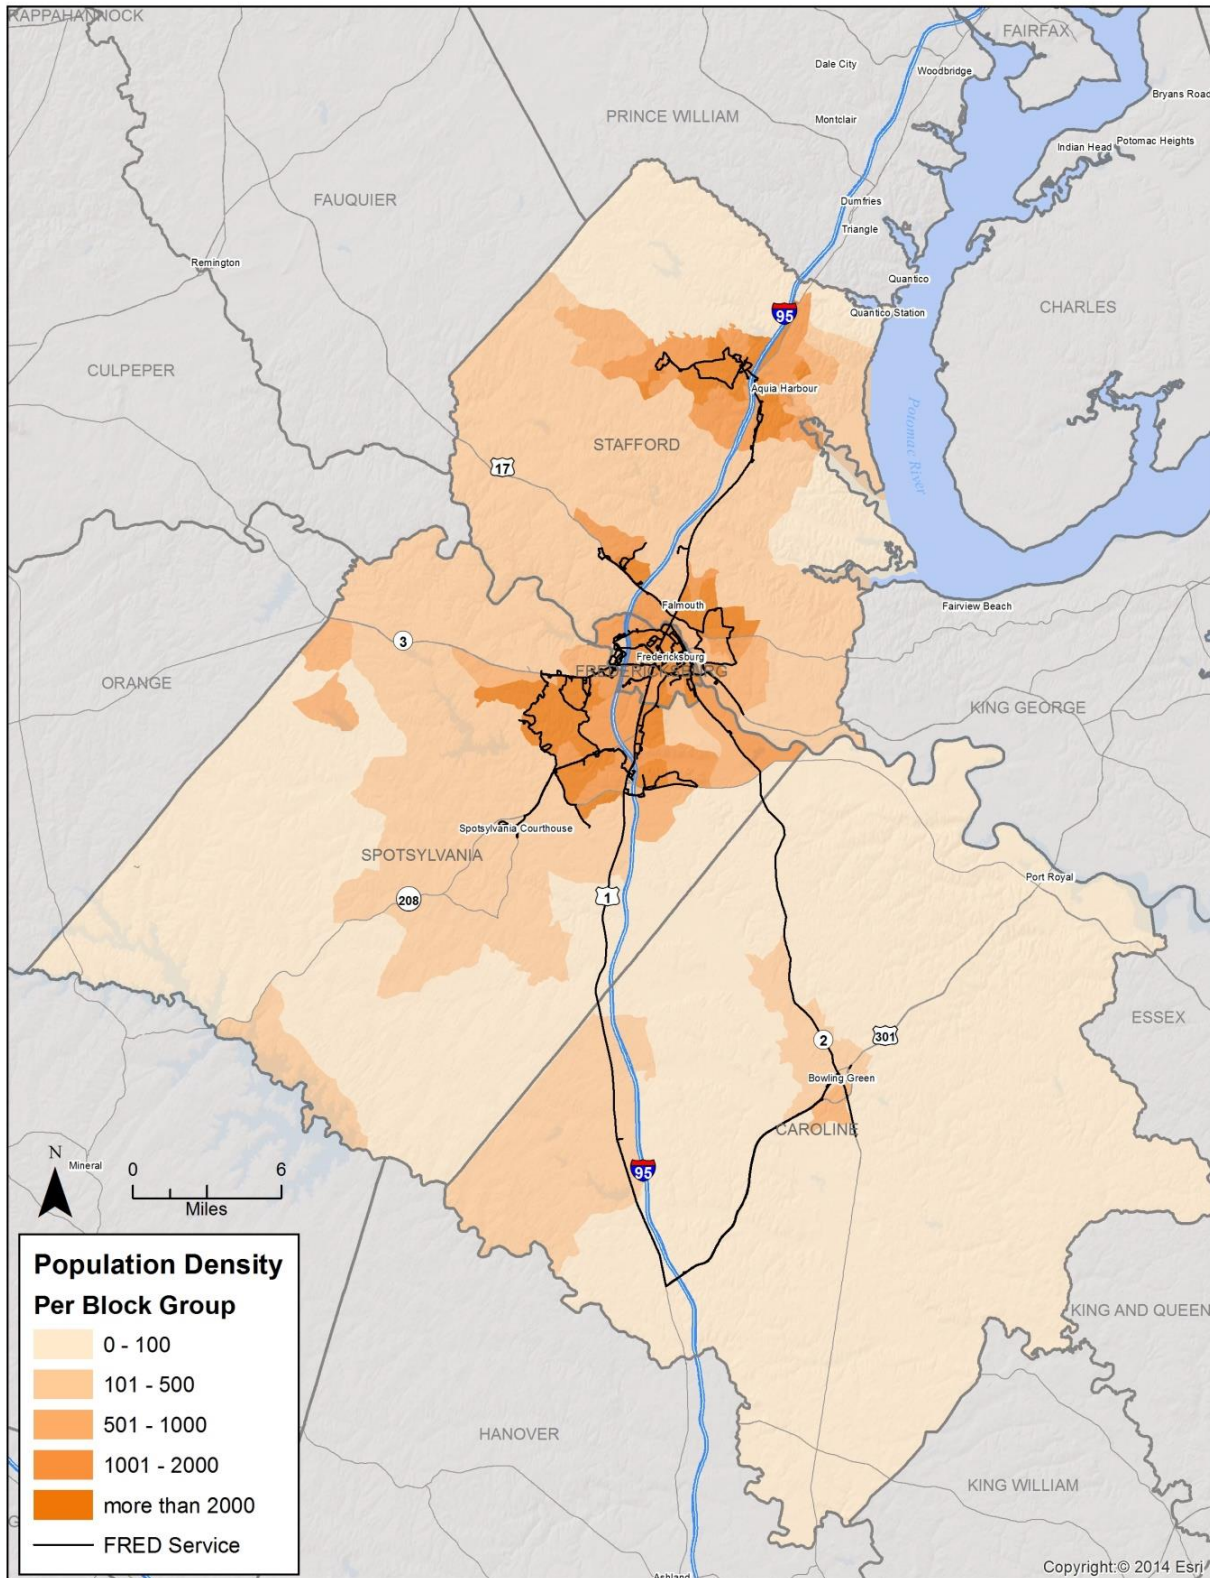 RAPPAHANNOCK
FAIRFAX
Dale City
Woodbridge
Bryans Road
PRINCE WILLIAM
Montclair
Indian Head
Potomac Heights
FAUQUIER
Dumfries
Triangle
Remington
Quantico
Quantico Station
CHARLES
95
CULPEPER
Aquia Harbour
Potomac River
STAFFORD
17
Falmouth
Fairview Beach
3
Fredericksburg
FREDERICKSBURG
ORANGE
KING GEORGE
Spotsylvania Courthouse
SPOTSYLVANIA
Port Royal
208
1
ESSEX
2
301
Bowling Green
CAROLINE
N
Mineral
0 6
Miles
95
Population Density
Per Block Group
0 - 100
101 - 500
501 - 1000
1001 - 2000
more than 2000
FRED Service
KING AND QUEEN
HANOVER
KING WILLIAM
G
Copyright:© 2014 Esri
Ashland